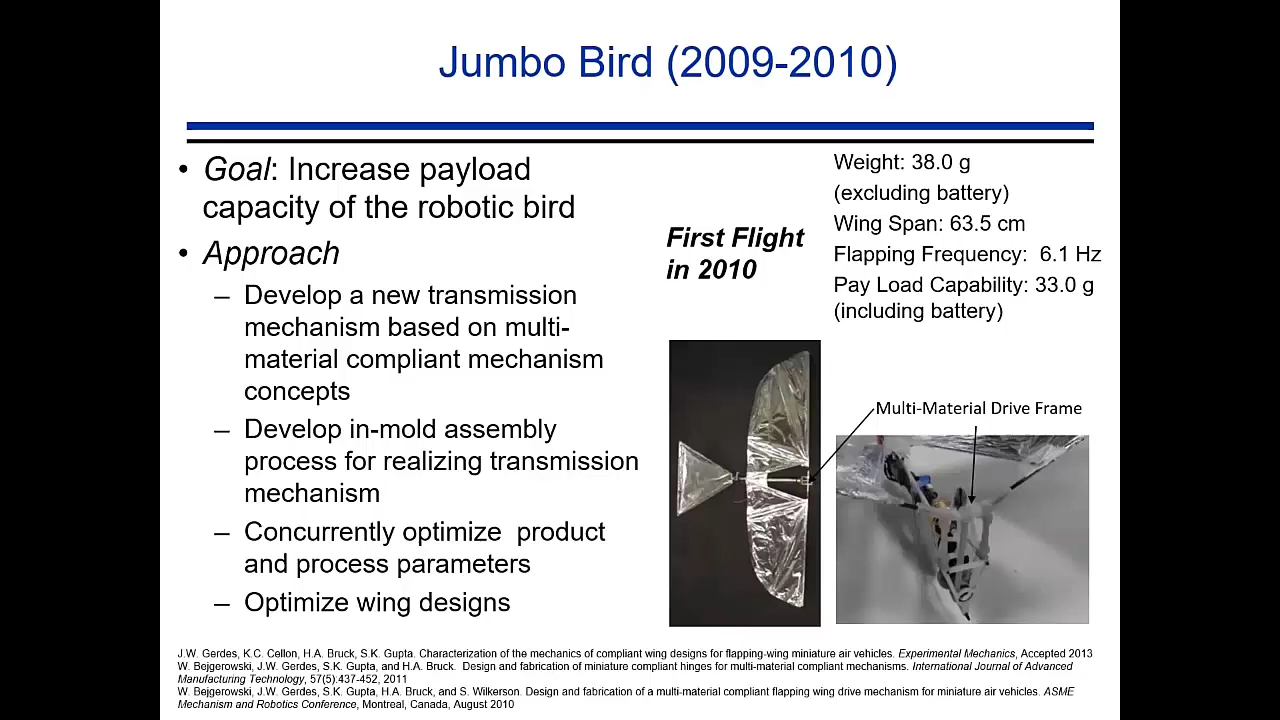 Jumbo Bird (2009-2010)
• Goal: Increase payload
capacity of the robotic bird
• Approach
– Develop a new transmission
mechanism based on multi-
material compliant mechanism
concepts
– Develop in-mold assembly
process for realizing transmission
mechanism
– Concurrently optimize  product
and process parameters
– Optimize wing designs
First Flight
in 2010
Weight: 38.0 g
(excluding battery)
Wing Span: 63.5 cm
Flapping Frequency:  6.1 Hz
Pay Load Capability: 33.0 g
(including battery)
Multi-Material Drive Frame
J.W. Gerdes, K.C. Cellon, H.A. Bruck, S.K. Gupta. Characterization of the mechanics of compliant wing designs for flapping-wing miniature air vehicles. Experimental Mechanics, Accepted 2013
W. Bejgerowski, J.W. Gerdes, S.K. Gupta, and H.A. Bruck.  Design and fabrication of miniature compliant hinges for multi-material compliant mechanisms. International Journal of Advanced
Manufacturing Technology, 57(5):437-452, 2011
W. Bejgerowski, J.W. Gerdes, S.K. Gupta, H.A. Bruck, and S. Wilkerson. Design and fabrication of a multi-material compliant flapping wing drive mechanism for miniature air vehicles. ASME
Mechanism and Robotics Conference, Montreal, Canada, August 2010